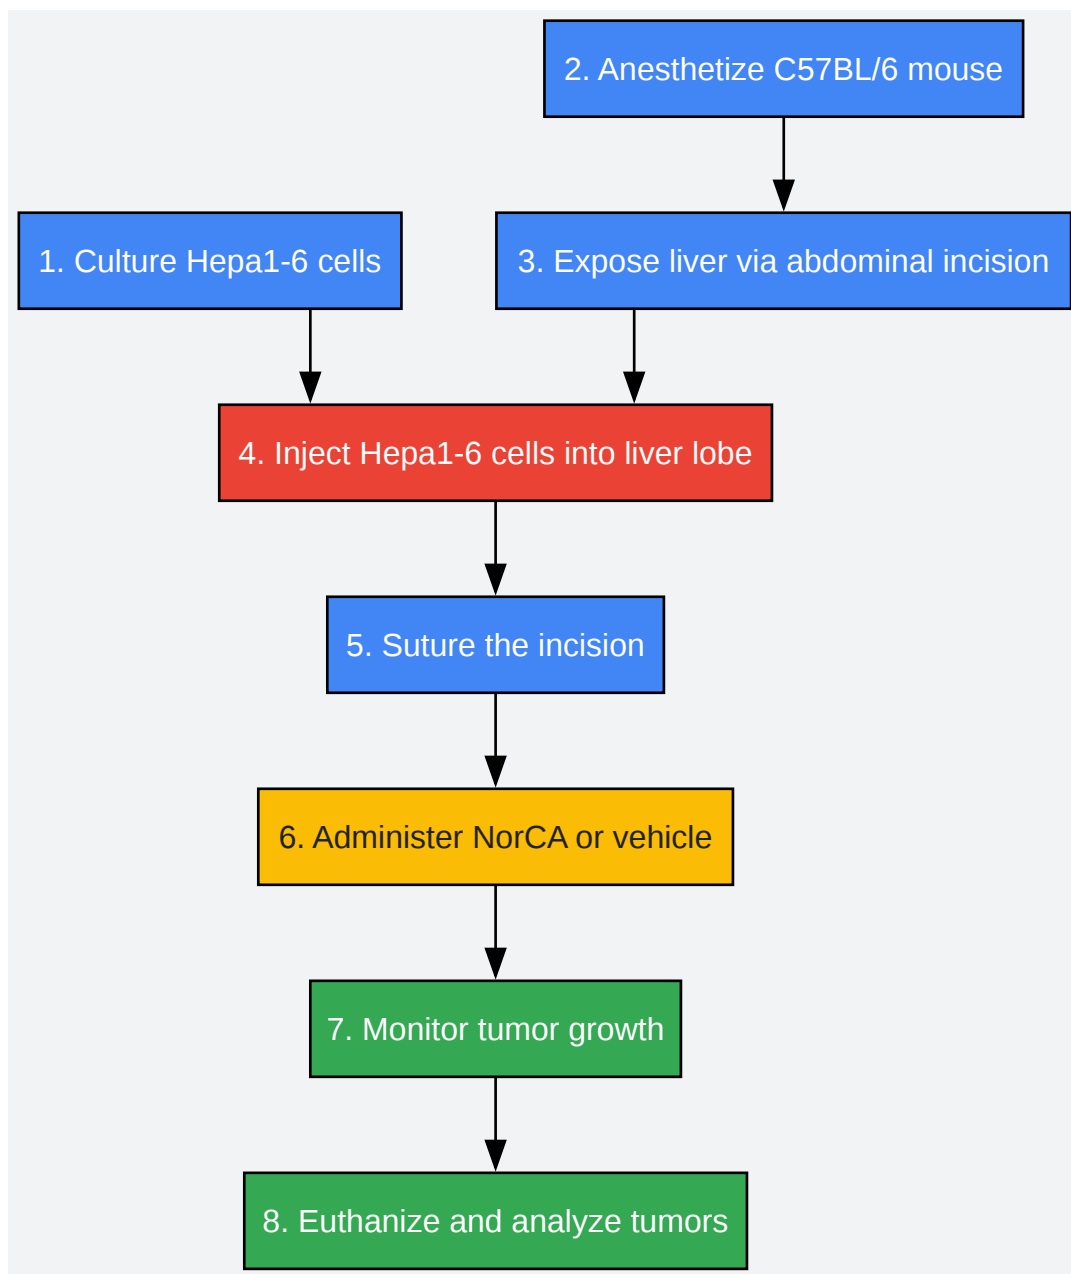 2. Anesthetize C57BL/6 mouse
1. Culture Hepa1-6 cells
3. Expose liver via abdominal incision
4. Inject Hepa1-6 cells into liver lobe
5. Suture the incision
6. Administer NorCA or vehicle
7. Monitor tumor growth
8. Euthanize and analyze tumors